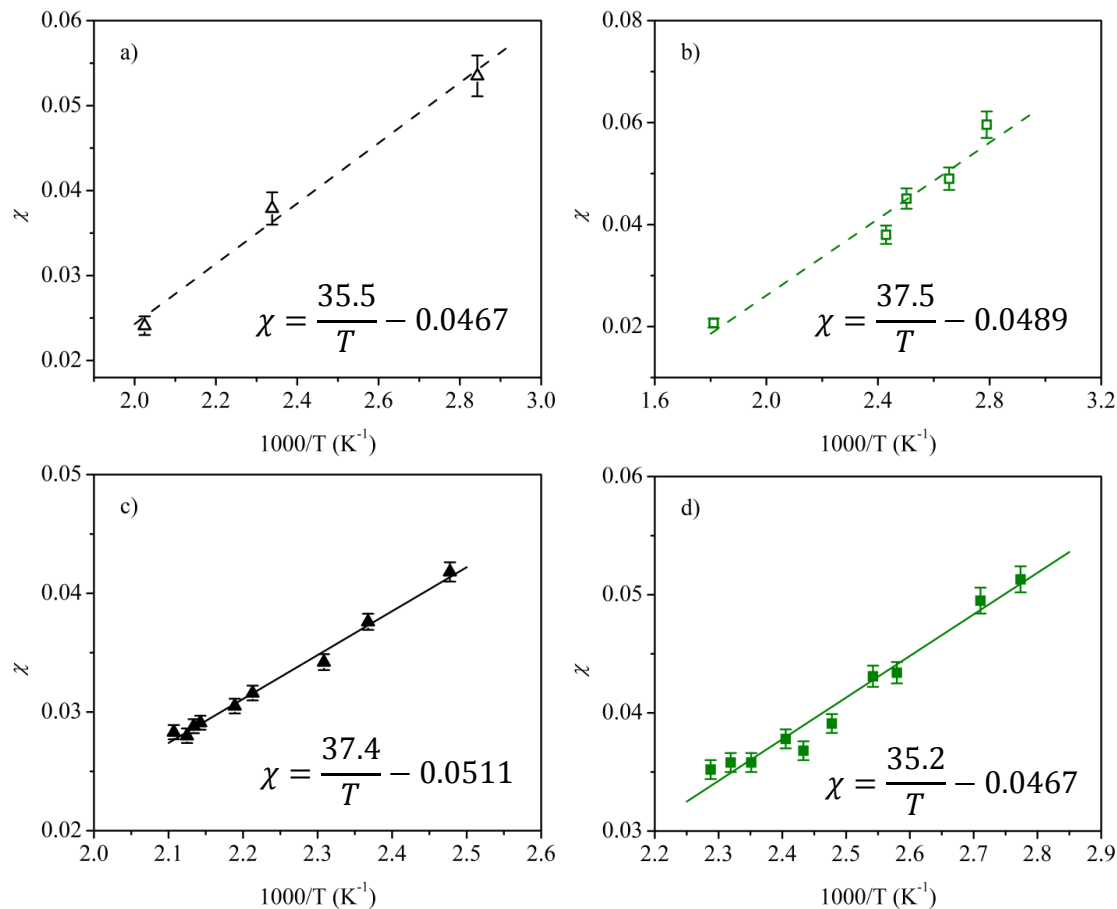 a)
0.06
0.05
0.04
0.03
0.02
χ
χ = 35.5/T − 0.0467
2.0 2.2 2.4 2.6 2.8 3.0
1000/T (K⁻¹)
b)
0.08
0.06
0.04
0.02
χ
χ = 37.5/T − 0.0489
1.6 2.0 2.4 2.8 3.2
1000/T (K⁻¹)
c)
0.05
0.04
0.03
0.02
χ
χ = 37.4/T − 0.0511
2.0 2.1 2.2 2.3 2.4 2.5 2.6
1000/T (K⁻¹)
d)
0.06
0.05
0.04
0.03
χ
χ = 35.2/T − 0.0467
2.2 2.3 2.4 2.5 2.6 2.7 2.8 2.9
1000/T (K⁻¹)